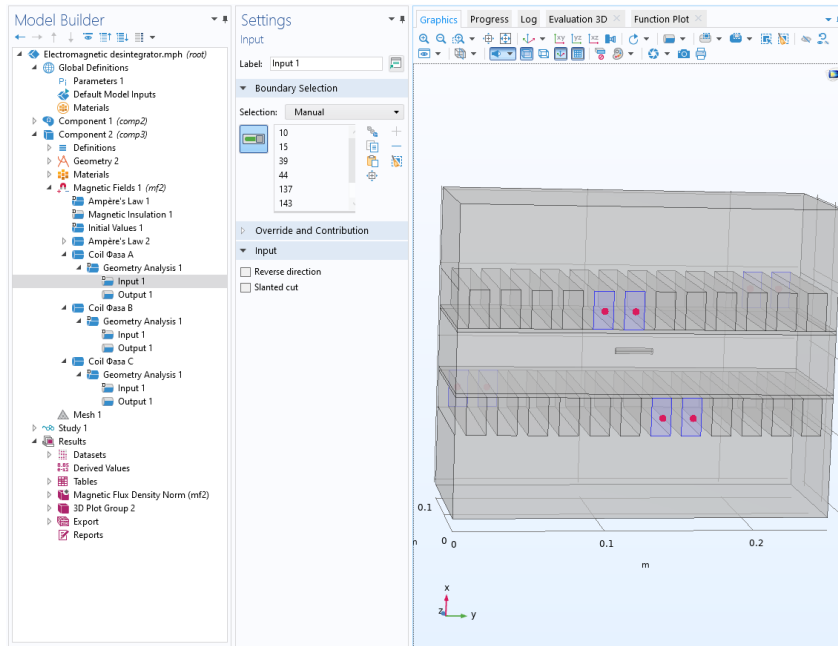 Model Builder
Electromagnetic desintegrator.mph (root)
Global Definitions
Pi Parameters 1
Default Model Inputs
Materials
Component 1 (comp2)
Component 2 (comp3)
Definitions
Geometry 2
Materials
Magnetic Fields 1 (mf2)
Ampère's Law 1
Magnetic Insulation 1
Initial Values 1
Ampère's Law 2
Coil Фаза A
Geometry Analysis 1
Input 1
Output 1
Coil Фаза B
Geometry Analysis 1
Input 1
Output 1
Coil Фаза C
Geometry Analysis 1
Input 1
Output 1
Mesh 1
Study 1
Results
Datasets
Derived Values
Tables
Magnetic Flux Density Norm (mf2)
3D Plot Group 2
Export
Reports
Settings
Input
Label: Input 1
Boundary Selection
Selection: Manual
10
15
39
44
137
143
Override and Contribution
Input
Reverse direction
Slanted cut
Graphics Progress Log Evaluation 3D Function Plot
xy yz xz
0.1
m 0 0 0.1 0.2
m
x
z y